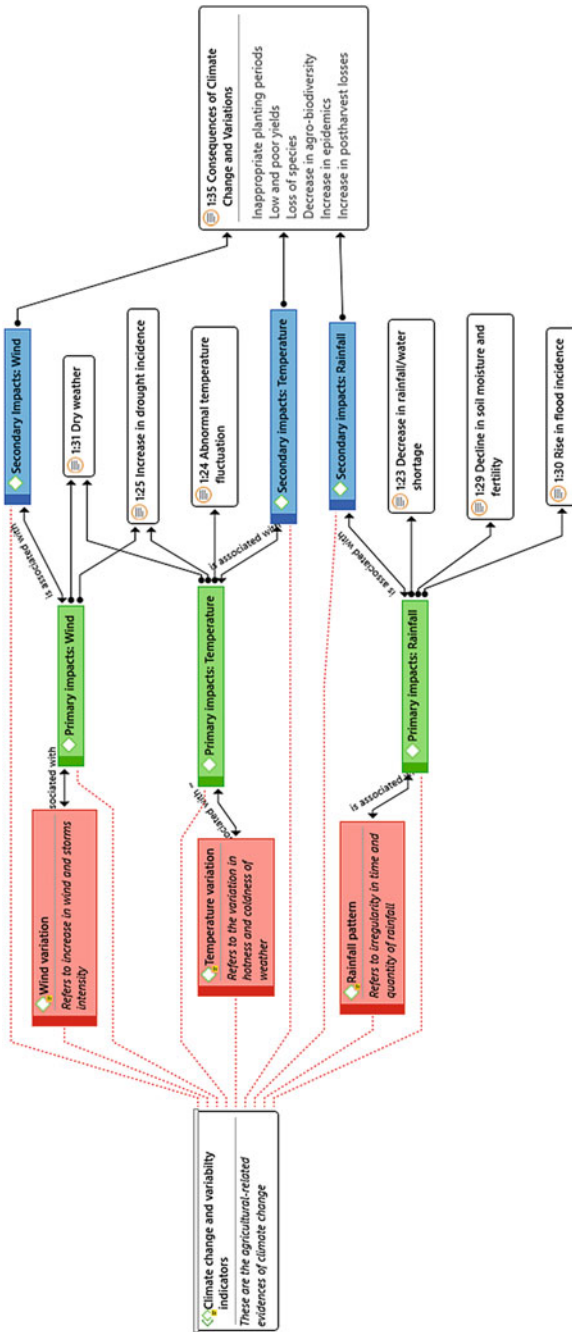 Climate change and variabilty
indicators
These are the agricultural-related
evidences of climate change
Wind variation
Refers to increase in wind and storms
intensity
Temperature variation
Refers to the variation in
hotness and coldness of
weather
Rainfall pattern
Refers to irregularity in time and
quantity of rainfall
sociated with
sociated with ~
is associated
Primary impacts: Wind
Primary impacts: Temperature
Primary impacts: Rainfall
is associated with
is associated with
is associated with
Secondary Impacts: Wind
1:31 Dry weather
1:25 Increase in drought incidence
1:24 Abnormal temperature
fluctuation
Secondary impacts: Temperature
Secondary impacts: Rainfall
1:23 Decrease in rainfall/water
shortage
1:29 Decline in soil moisture and
fertility
1:30 Rise in flood incidence
1:35 Consequences of Climate
Change and Variations
Inappropriate planting periods
Low and poor yields
Loss of species
Decrease in agro-biodiversity
Increase in epidemics
Increase in postharvest losses